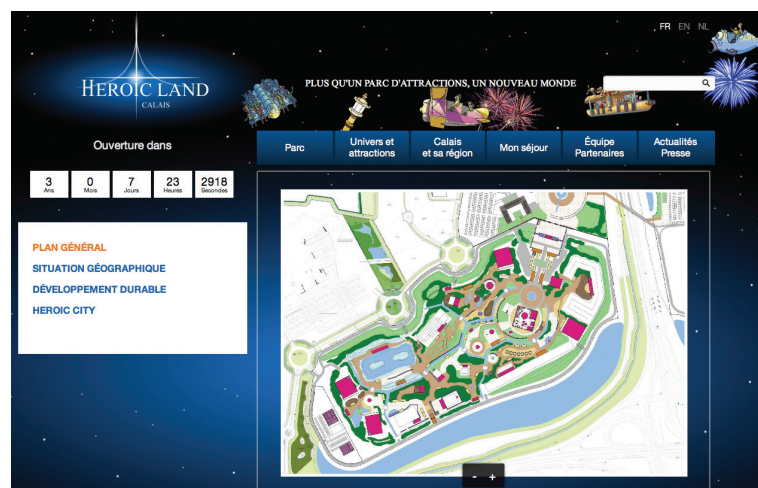 FR EN NL
HEROIC LAND
CALAIS
PLUS QU'UN PARC D'ATTRACTIONS, UN NOUVEAU MONDE
Ouverture dans
3 0 7 23 2918
Ans Mois Jours Heures Secondes
Parc
Univers et
attractions
Calais
et sa région
Mon séjour
Équipe
Partenaires
Actualités
Presse
PLAN GÉNÉRAL
SITUATION GÉOGRAPHIQUE
DÉVELOPPEMENT DURABLE
HEROIC CITY
- +